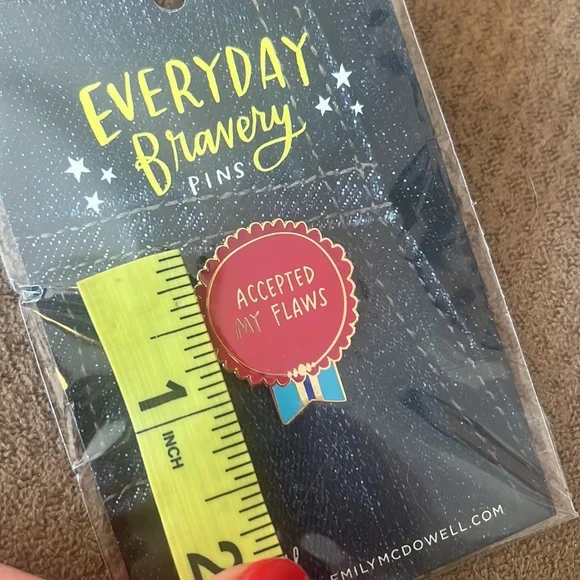 EVERYDAY
Bravery
PINS
ACCEPTED
MY FLAWS
1
INCH
2
EMILYMCDOWELL.COM